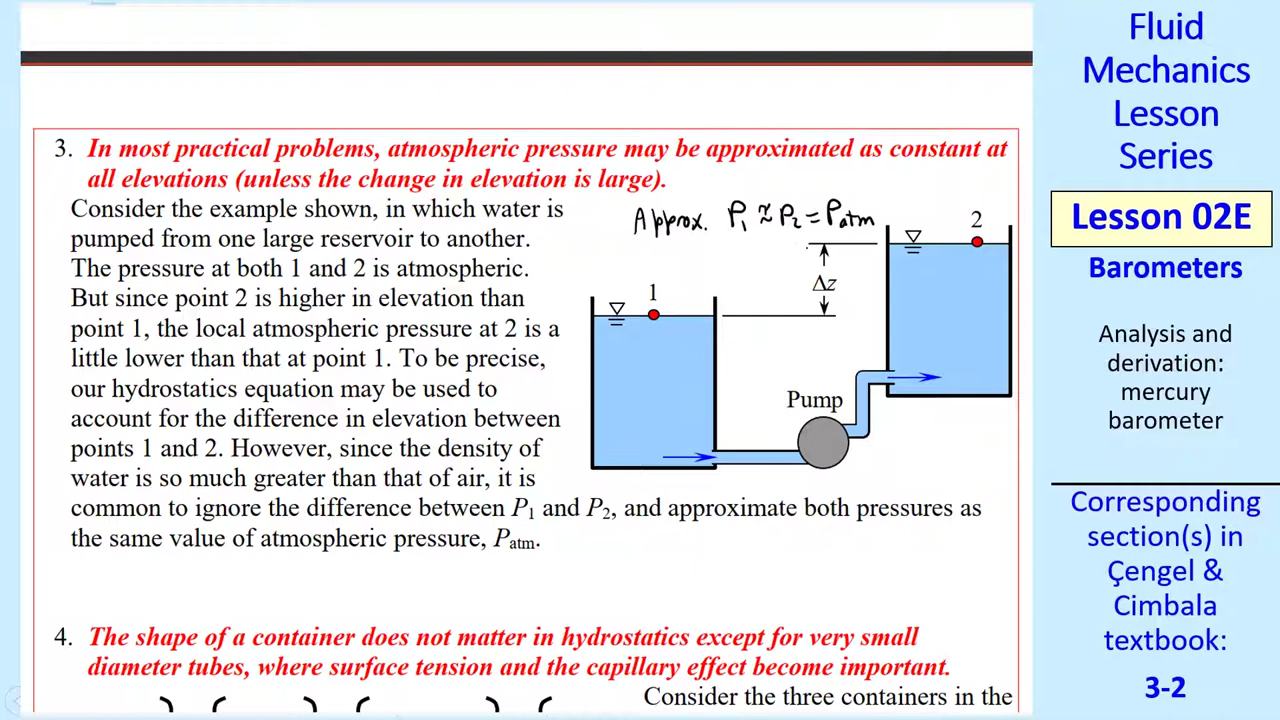 3. In most practical problems, atmospheric pressure may be approximated as constant at
all elevations (unless the change in elevation is large).
Consider the example shown, in which water is
pumped from one large reservoir to another.
The pressure at both 1 and 2 is atmospheric.
But since point 2 is higher in elevation than
point 1, the local atmospheric pressure at 2 is a
little lower than that at point 1. To be precise,
our hydrostatics equation may be used to
account for the difference in elevation between
points 1 and 2. However, since the density of
water is so much greater than that of air, it is
common to ignore the difference between P₁ and P₂, and approximate both pressures as
the same value of atmospheric pressure, Patm.
Approx. P₁ ≈ P₂ = Patm
2
Δz
1
Pump
4. The shape of a container does not matter in hydrostatics except for very small
diameter tubes, where surface tension and the capillary effect become important.
Consider the three containers in the
Fluid
Mechanics
Lesson
Series
Lesson 02E
Barometers
Analysis and
derivation:
mercury
barometer
Corresponding
section(s) in
Çengel &
Cimbala
textbook:
3-2